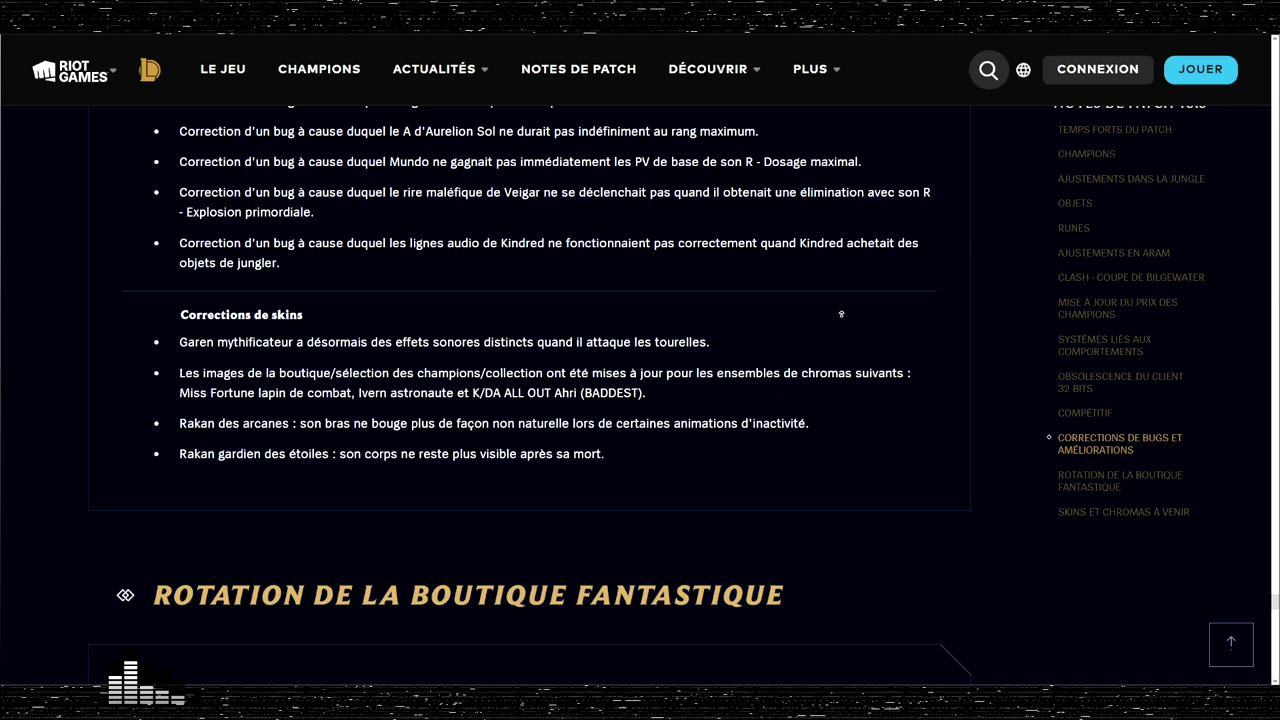 RIOT
GAMES
LE JEU
CHAMPIONS
ACTUALITÉS
NOTES DE PATCH
DÉCOUVRIR
PLUS
CONNEXION
JOUER
Correction d'un bug à cause duquel le A d'Aurelion Sol ne durait pas indéfiniment au rang maximum.
Correction d'un bug à cause duquel Mundo ne gagnait pas immédiatement les PV de base de son R - Dosage maximal.
Correction d'un bug à cause duquel le rire maléfique de Veigar ne se déclenchait pas quand il obtenait une élimination avec son R
- Explosion primordiale.
Correction d'un bug à cause duquel les lignes audio de Kindred ne fonctionnaient pas correctement quand Kindred achetait des
objets de jungler.
Corrections de skins
Garen mythificateur a désormais des effets sonores distincts quand il attaque les tourelles.
Les images de la boutique/sélection des champions/collection ont été mises à jour pour les ensembles de chromas suivants :
Miss Fortune lapin de combat, Ivern astronaute et K/DA ALL OUT Ahri (BADDEST).
Rakan des arcanes : son bras ne bouge plus de façon non naturelle lors de certaines animations d'inactivité.
Rakan gardien des étoiles : son corps ne reste plus visible après sa mort.
ROTATION DE LA BOUTIQUE FANTASTIQUE
TEMPS FORTS DU PATCH
CHAMPIONS
AJUSTEMENTS DANS LA JUNGLE
OBJETS
RUNES
AJUSTEMENTS EN ARAM
CLASH - COUPE DE BILGEWATER
MISE À JOUR DU PRIX DES
CHAMPIONS
SYSTÈMES LIÉS AUX
COMPORTEMENTS
OBSOLESCENCE DU CLIENT
32 BITS
COMPÉTITIF
CORRECTIONS DE BUGS ET
AMÉLIORATIONS
ROTATION DE LA BOUTIQUE
FANTASTIQUE
SKINS ET CHROMAS À VENIR